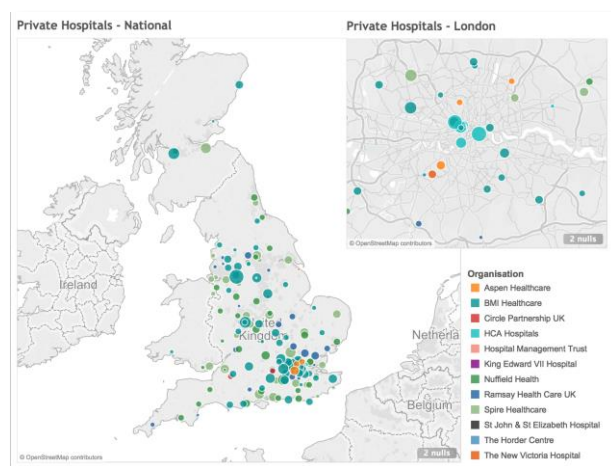 Private Hospitals - National
Private Hospitals - London
© OpenStreetMap contributors
2 nulls
Ireland
Kingdom
Netherla
Belgium
Organisation
Aspen Healthcare
BMI Healthcare
Circle Partnership UK
HCA Hospitals
Hospital Management Trust
King Edward VII Hospital
Nuffield Health
Ramsay Health Care UK
Spire Healthcare
St John & St Elizabeth Hospital
The Horder Centre
The New Victoria Hospital
© OpenStreetMap contributors
2 nulls